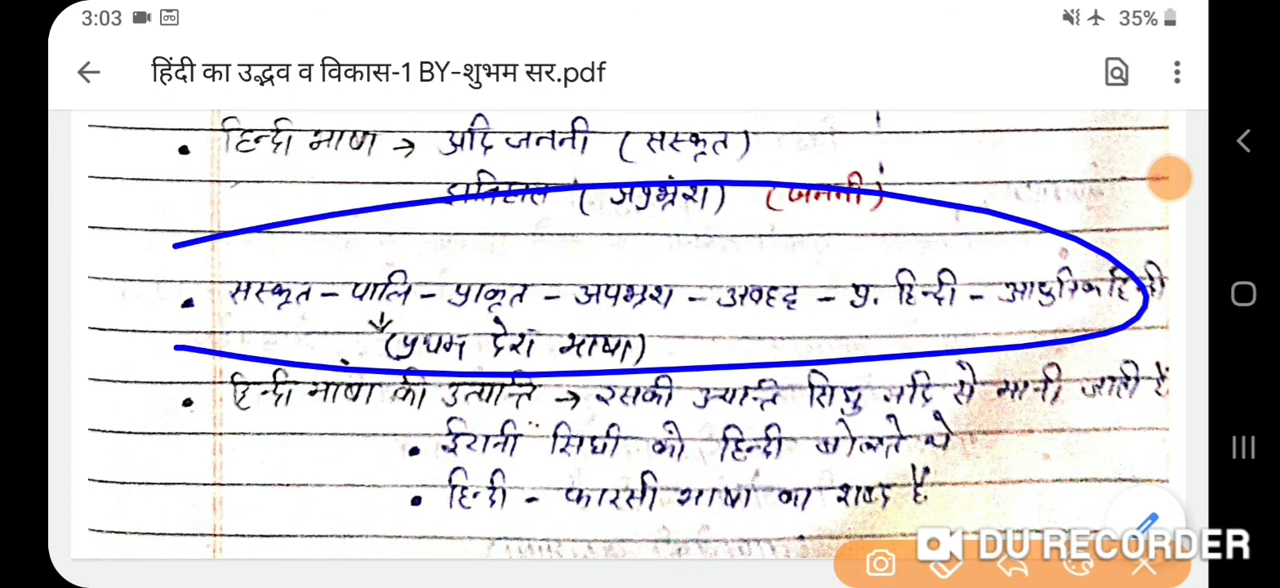 3:03 35%
हिंदी का उद्भव व विकास-1 BY-शुभम सर.pdf
• हिन्दी भाषा → अदि जननी (संस्कृत)
(अपभ्रंश) (जननी)
• संस्कृत - पालि - प्राकृत - अपभ्रंश - अवहट्ट - प्रा. हिन्दी - आधुनिक हिन्दी
(प्रथम देश भाषा)
• हिन्दी भाषा की उत्पत्ति → इसकी उत्पत्ति सिंधु नदि से मानी जाती है
• ईरानी सिंधी को हिन्दी बोलते थे
• हिन्दी - फारसी भाषा का शब्द है
DU RECORDER